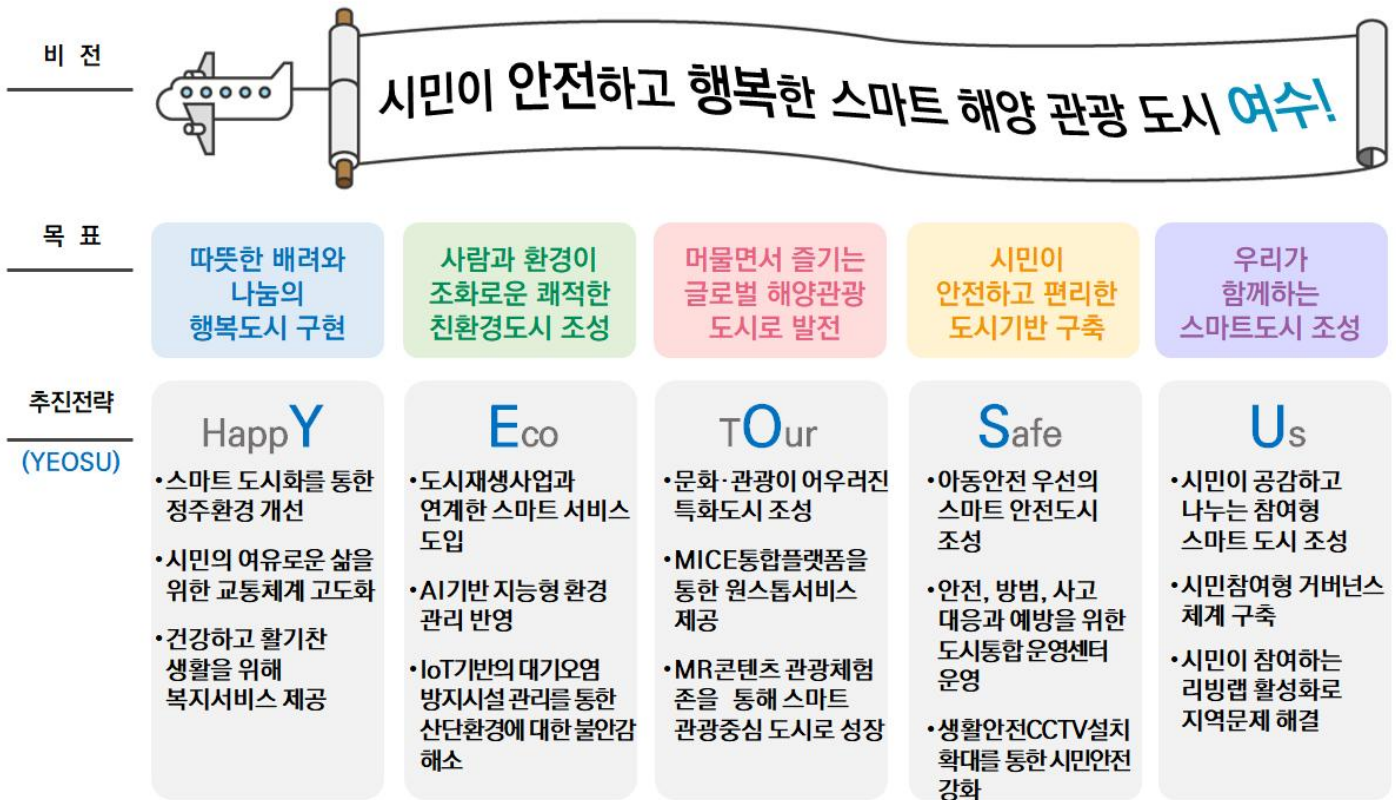 비 전
시민이 안전하고 행복한 스마트 해양 관광 도시 여수!
목 표
따뜻한 배려와
나눔의
행복도시 구현
사람과 환경이
조화로운 쾌적한
친환경도시 조성
머물면서 즐기는
글로벌 해양관광
도시로 발전
시민이
안전하고 편리한
도시기반 구축
우리가
함께하는
스마트도시 조성
추진전략
(YEOSU)
HappY
•스마트 도시화를 통한
정주환경 개선
•시민의 여유로운 삶을
위한 교통체계 고도화
•건강하고 활기찬
생활을 위해
복지서비스 제공
Eco
•도시재생사업과
연계한 스마트 서비스
도입
•AI기반 지능형 환경
관리 반영
•IoT기반의 대기오염
방지시설 관리를 통한
산단환경에 대한 불안감
해소
TOur
•문화·관광이 어우러진
특화도시 조성
•MICE통합플랫폼을
통한 원스톱서비스
제공
•MR콘텐츠 관광체험
존을 통해 스마트
관광중심 도시로 성장
Safe
•아동안전 우선의
스마트 안전도시
조성
•안전, 방범, 사고
대응과 예방을 위한
도시통합 운영센터
운영
•생활안전CCTV설치
확대를 통한 시민안전
강화
Us
•시민이 공감하고
나누는 참여형
스마트 도시 조성
•시민참여형 거버넌스
체계 구축
•시민이 참여하는
리빙랩 활성화로
지역문제 해결